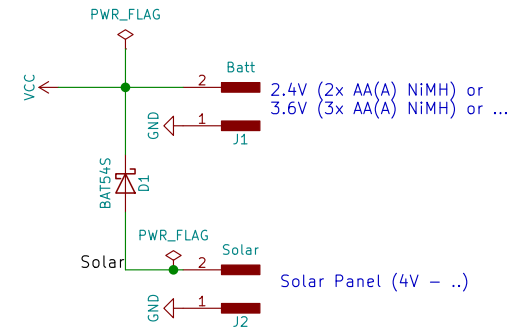 PWR_FLAG
Batt
VCC
2
2.4V (2x AA(A) NiMH) or
3.6V (3x AA(A) NiMH) or ...
GND
1
J1
BAT54S
D1
PWR_FLAG
Solar
Solar
2
Solar Panel (4V - ..)
GND
1
J2